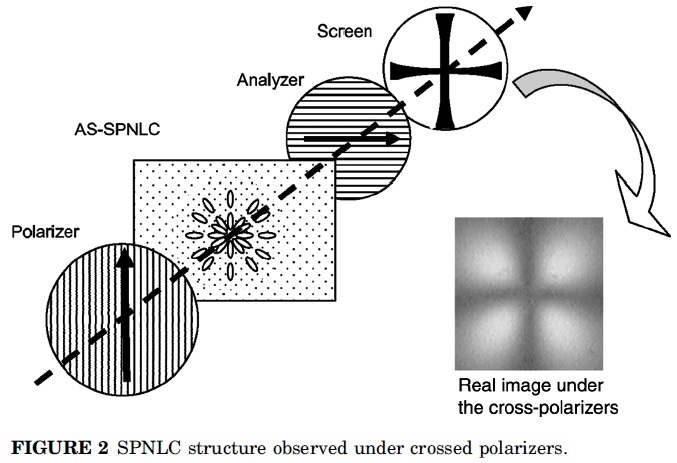 Screen
Analyzer
AS-SPNLC
Polarizer
Real image under
the cross-polarizers
FIGURE 2 SPNLC structure observed under crossed polarizers.